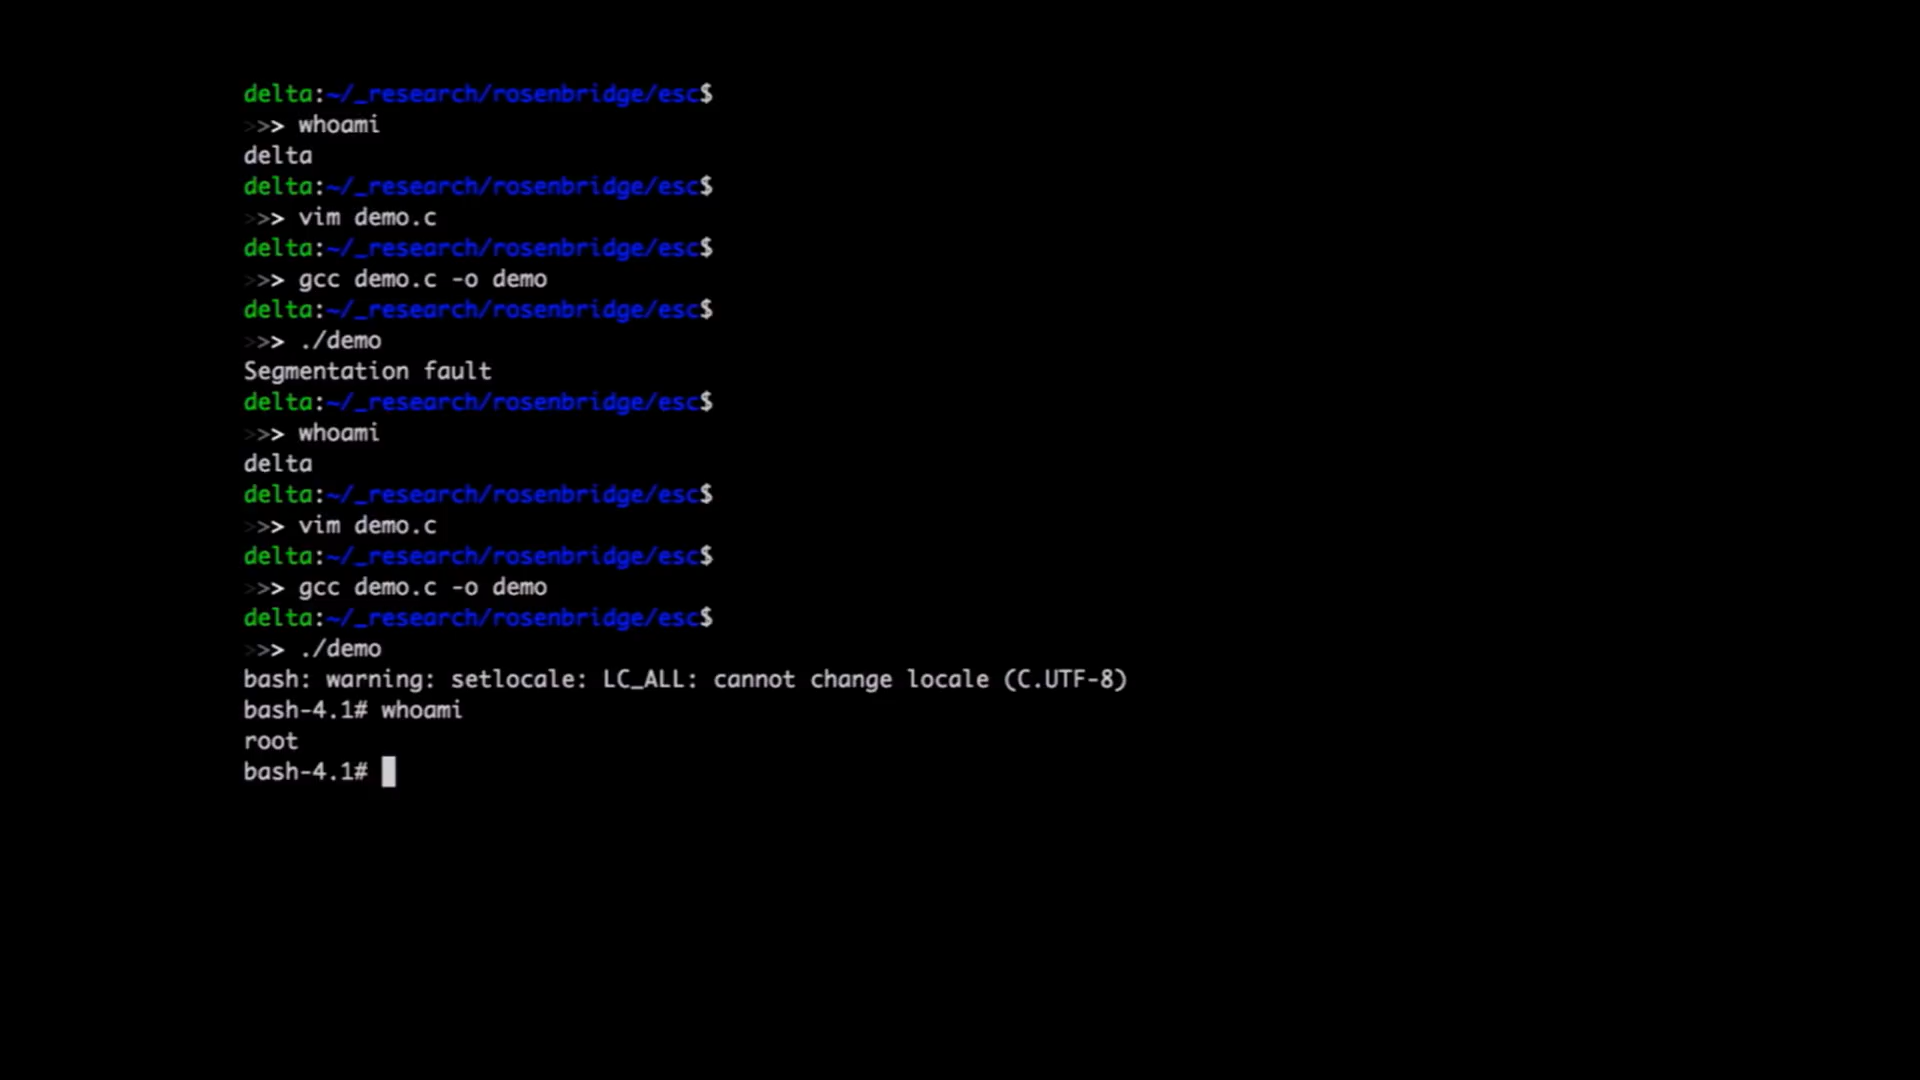 delta:~/_research/rosenbridge/esc$
>>> whoami
delta
delta:~/_research/rosenbridge/esc$
>>> vim demo.c
delta:~/_research/rosenbridge/esc$
>>> gcc demo.c -o demo
delta:~/_research/rosenbridge/esc$
>>> ./demo
Segmentation fault
delta:~/_research/rosenbridge/esc$
>>> whoami
delta
delta:~/_research/rosenbridge/esc$
>>> vim demo.c
delta:~/_research/rosenbridge/esc$
>>> gcc demo.c -o demo
delta:~/_research/rosenbridge/esc$
>>> ./demo
bash: warning: setlocale: LC_ALL: cannot change locale (C.UTF-8)
bash-4.1# whoami
root
bash-4.1#